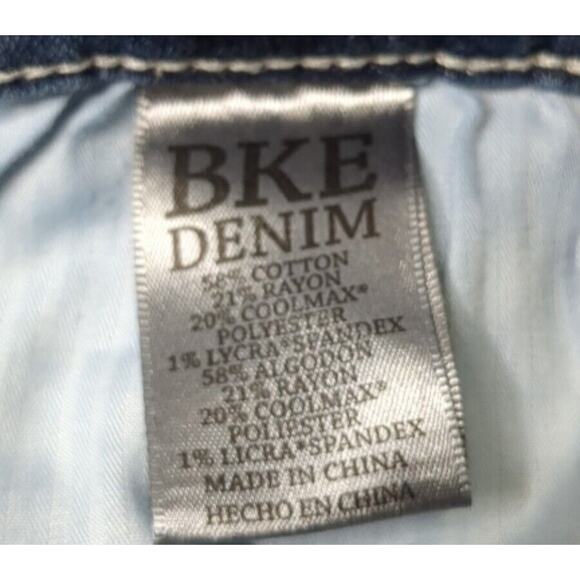 BKE
DENIM
58% COTTON
21% RAYON
20% COOLMAX®
POLYESTER
1% LYCRA®SPANDEX
58% ALGODON
21% RAYON
20% COOLMAX®
POLIESTER
1% LICRA®SPANDEX
MADE IN CHINA
HECHO EN CHINA